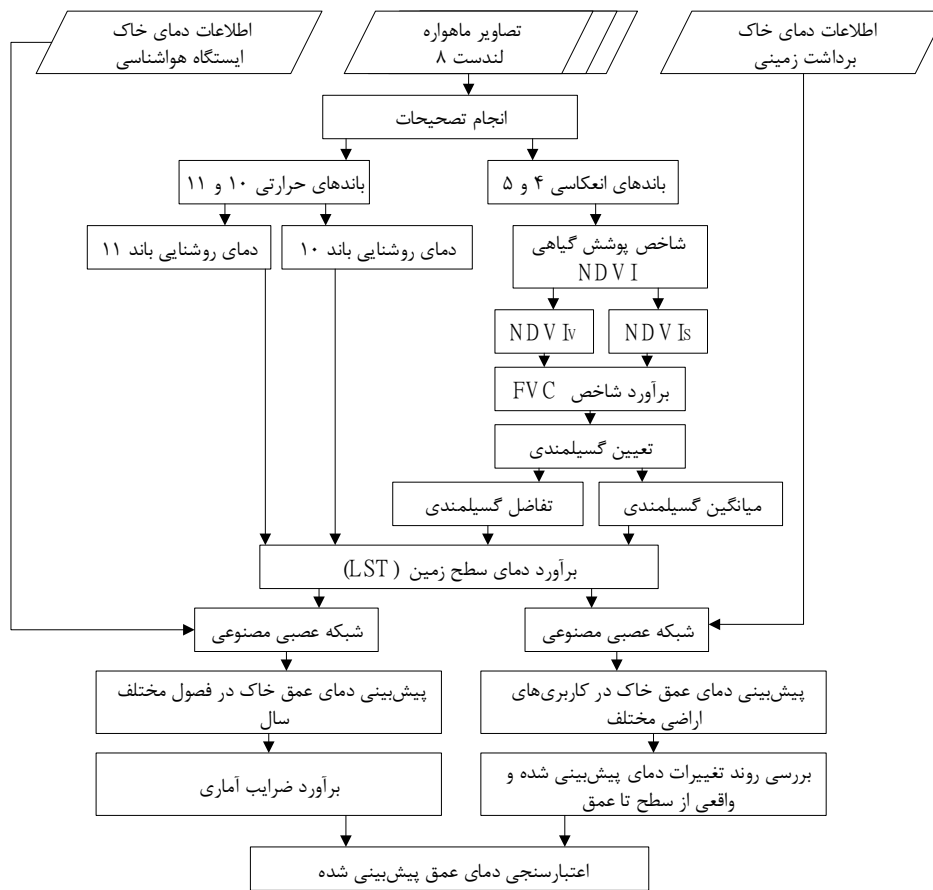 اطلاعات دمای خاک
برداشت زمینی
تصاویر ماهواره
لندست ۸
اطلاعات دمای خاک
ایستگاه هواشناسی
انجام تصحیحات
باندهای انعکاسی ۴ و ۵
باندهای حرارتی ۱۰ و ۱۱
شاخص پوشش گیاهی
NDVI
دمای روشنایی باند ۱۰
دمای روشنایی باند ۱۱
NDVIs
NDVIv
برآورد شاخص FVC
تعیین گسیلمندی
میانگین گسیلمندی
تفاضل گسیلمندی
برآورد دمای سطح زمین (LST)
شبکه عصبی مصنوعی
شبکه عصبی مصنوعی
پیش‌بینی دمای عمق خاک در کاربری‌های
اراضی مختلف
پیش‌بینی دمای عمق خاک در فصول مختلف
سال
بررسی روند تغییرات دمای پیش‌بینی شده و
واقعی از سطح تا عمق
برآورد ضرایب آماری
اعتبارسنجی دمای عمق پیش‌بینی شده